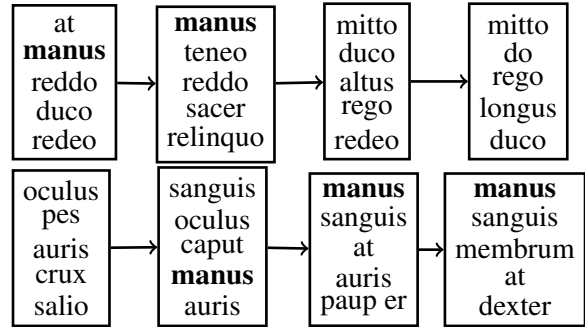 at
manus
reddo
duco
redeo
manus
teneo
reddo
sacer
relinquo
mitto
duco
altus
rego
redeo
mitto
do
rego
longus
duco
oculus
pes
auris
crux
salio
sanguis
oculus
caput
manus
auris
manus
sanguis
at
auris
paup er
manus
sanguis
membrum
at
dexter